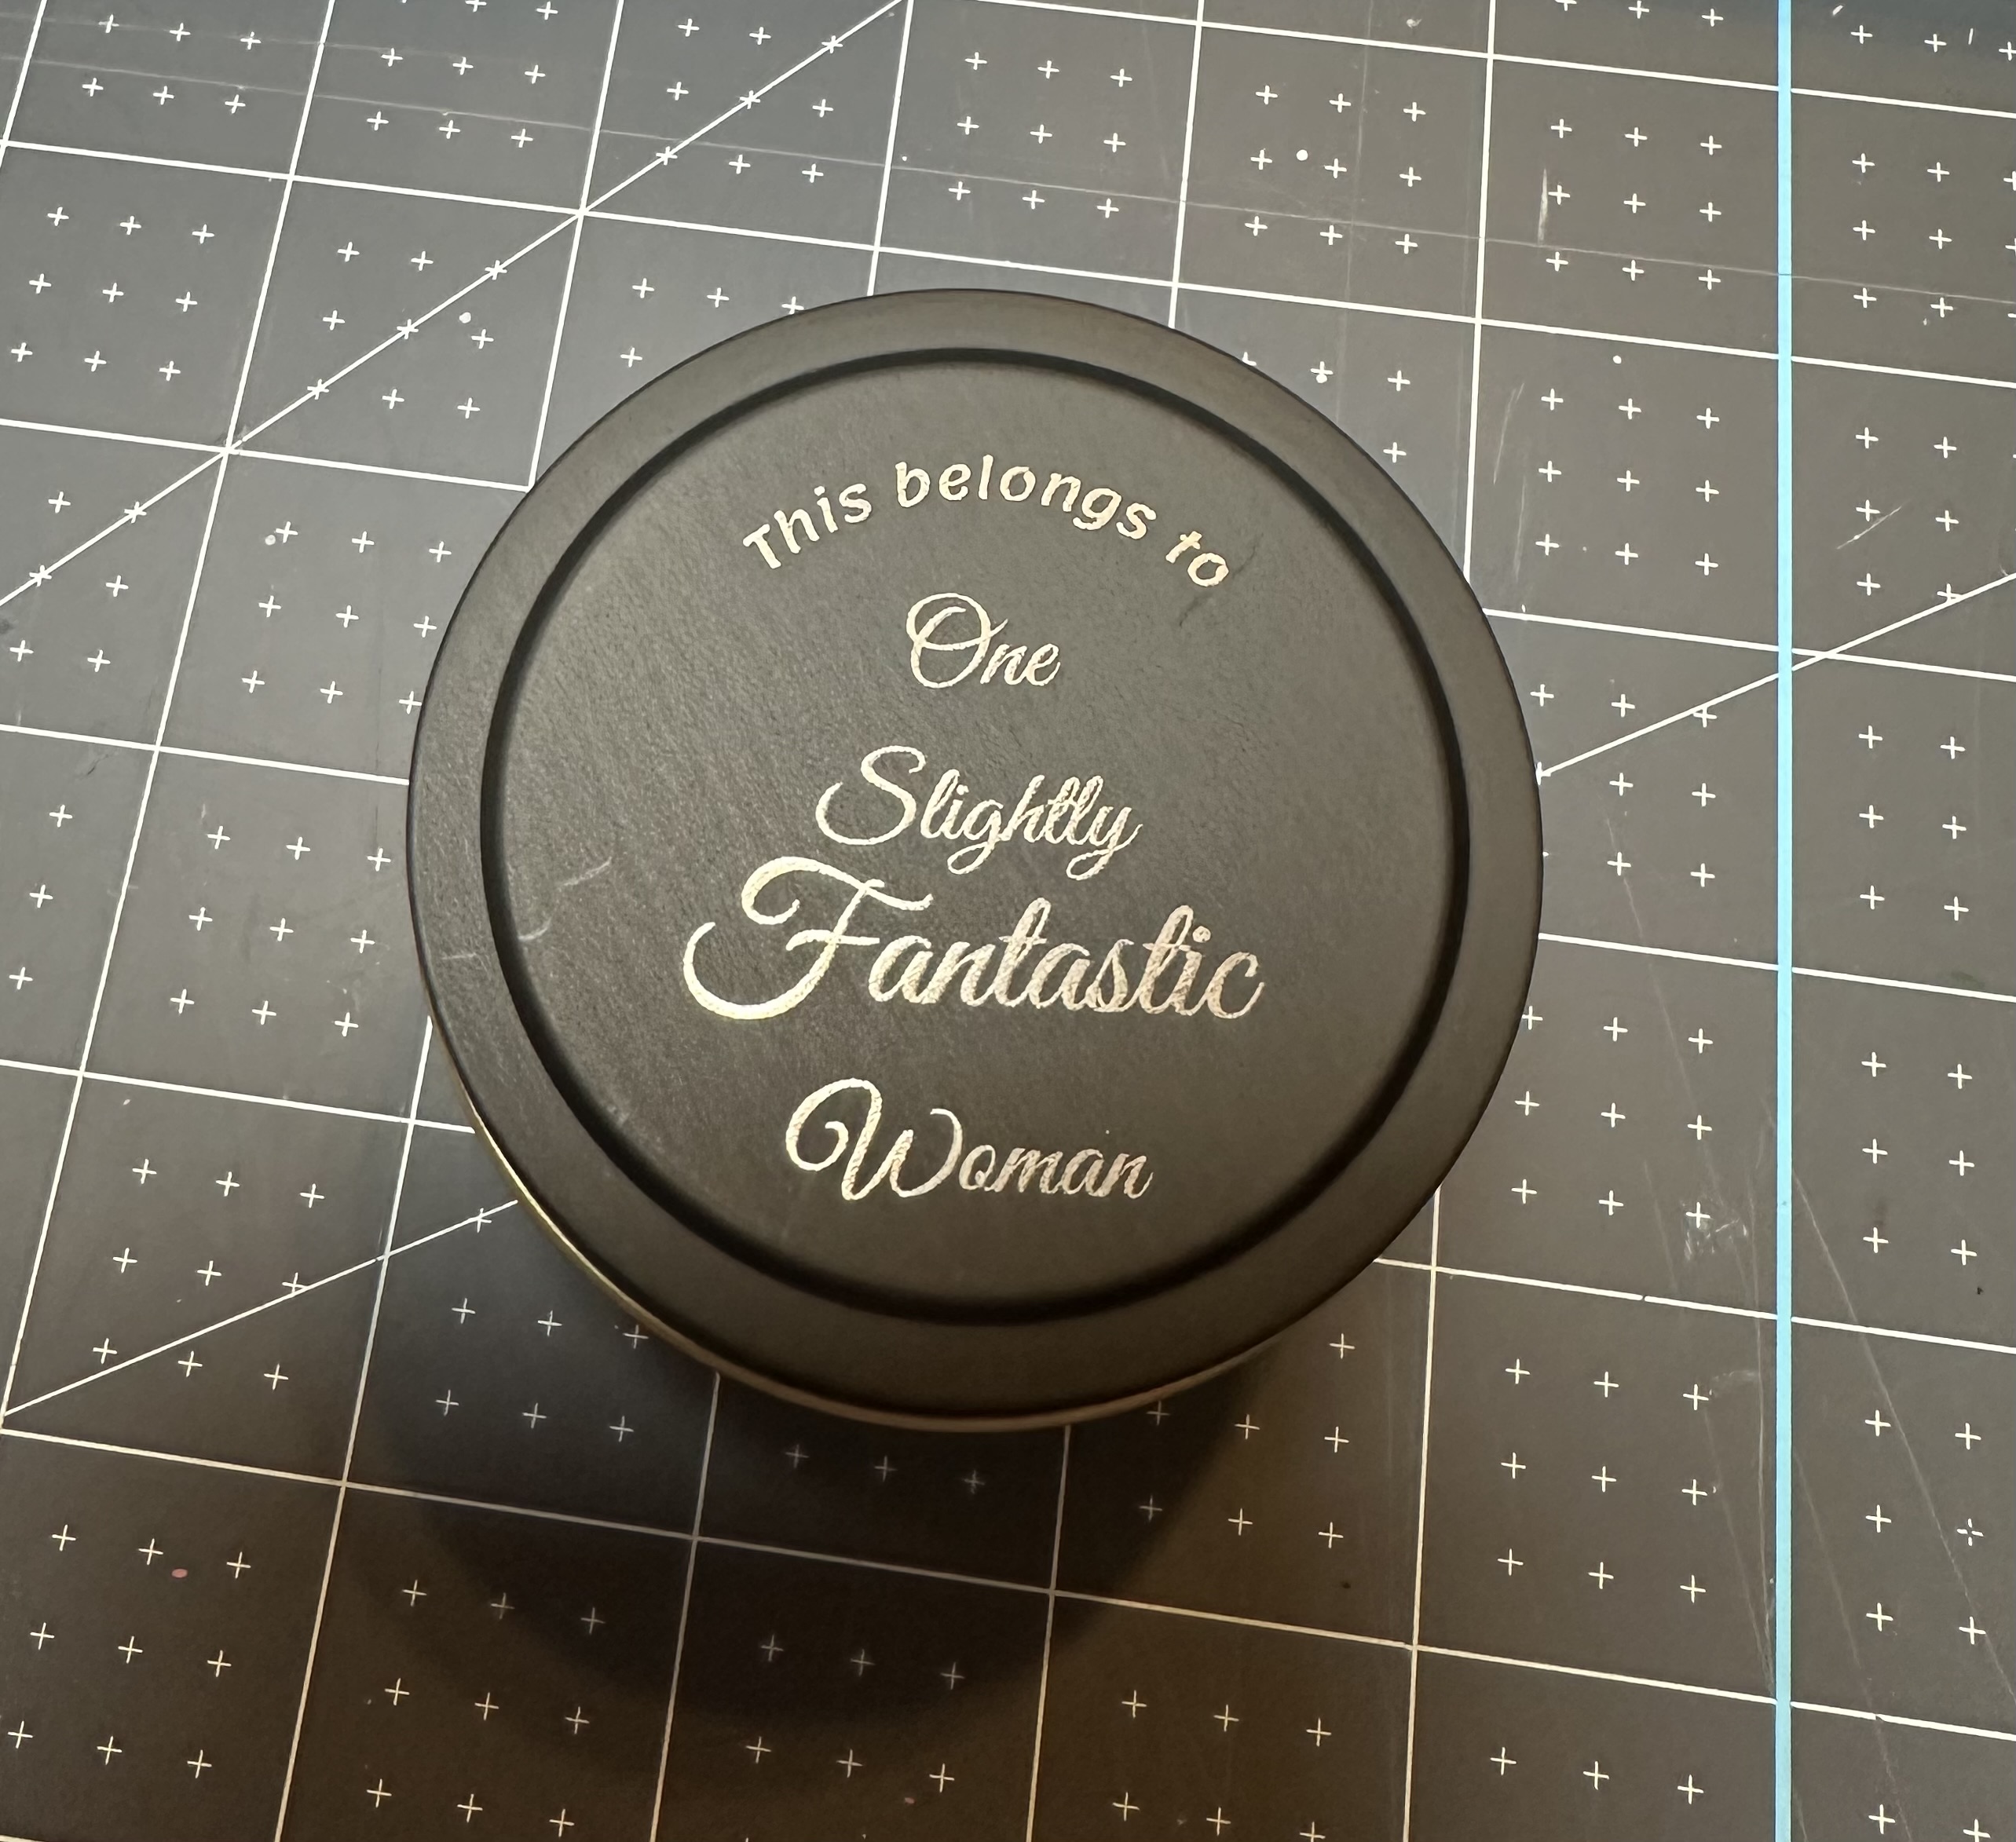 This belongs to
One
Slightly
Fantastic
Woman